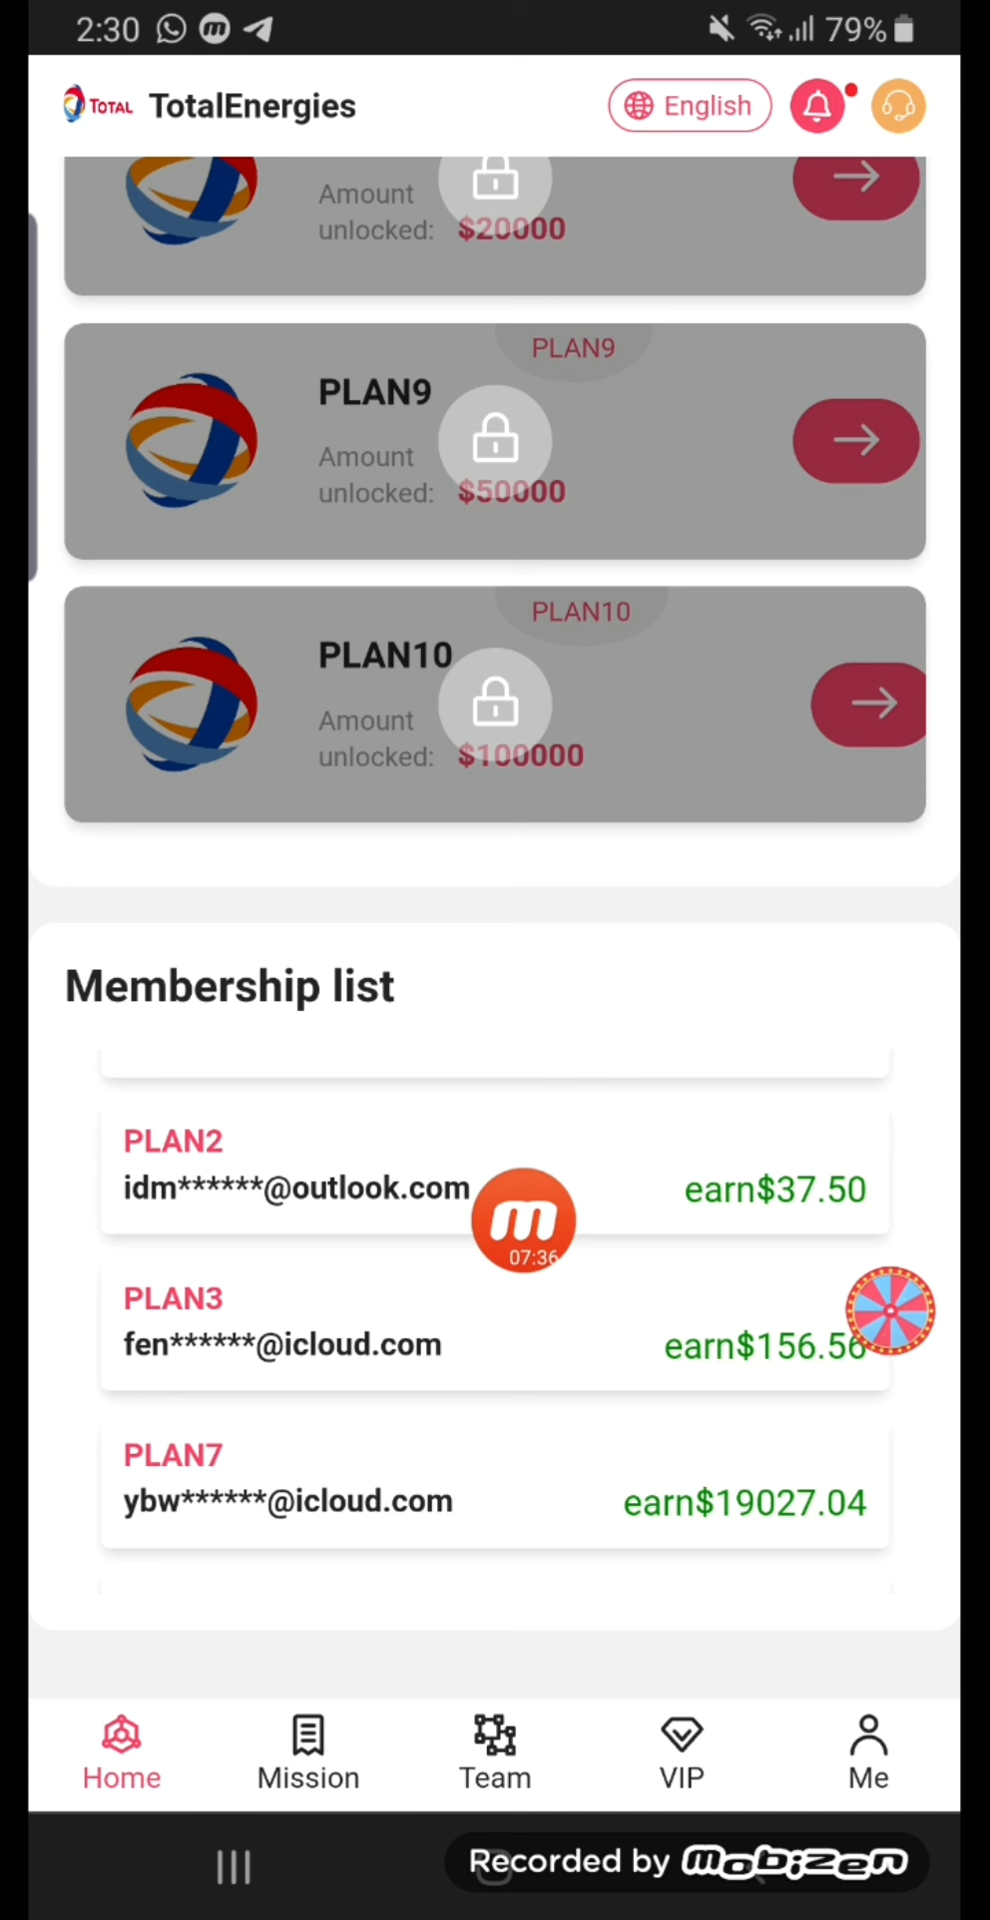 2:30
79%
TOTAL TotalEnergies
English
Amount
unlocked: $20000
PLAN9
PLAN9
Amount
unlocked: $50000
PLAN10
PLAN10
Amount
unlocked: $100000
Membership list
PLAN2
idm******@outlook.com
earn$37.50
m
07:36
PLAN3
fen******@icloud.com
earn$156.56
PLAN7
ybw******@icloud.com
earn$19027.04
Home
Mission
Team
VIP
Me
Recorded by mobizen